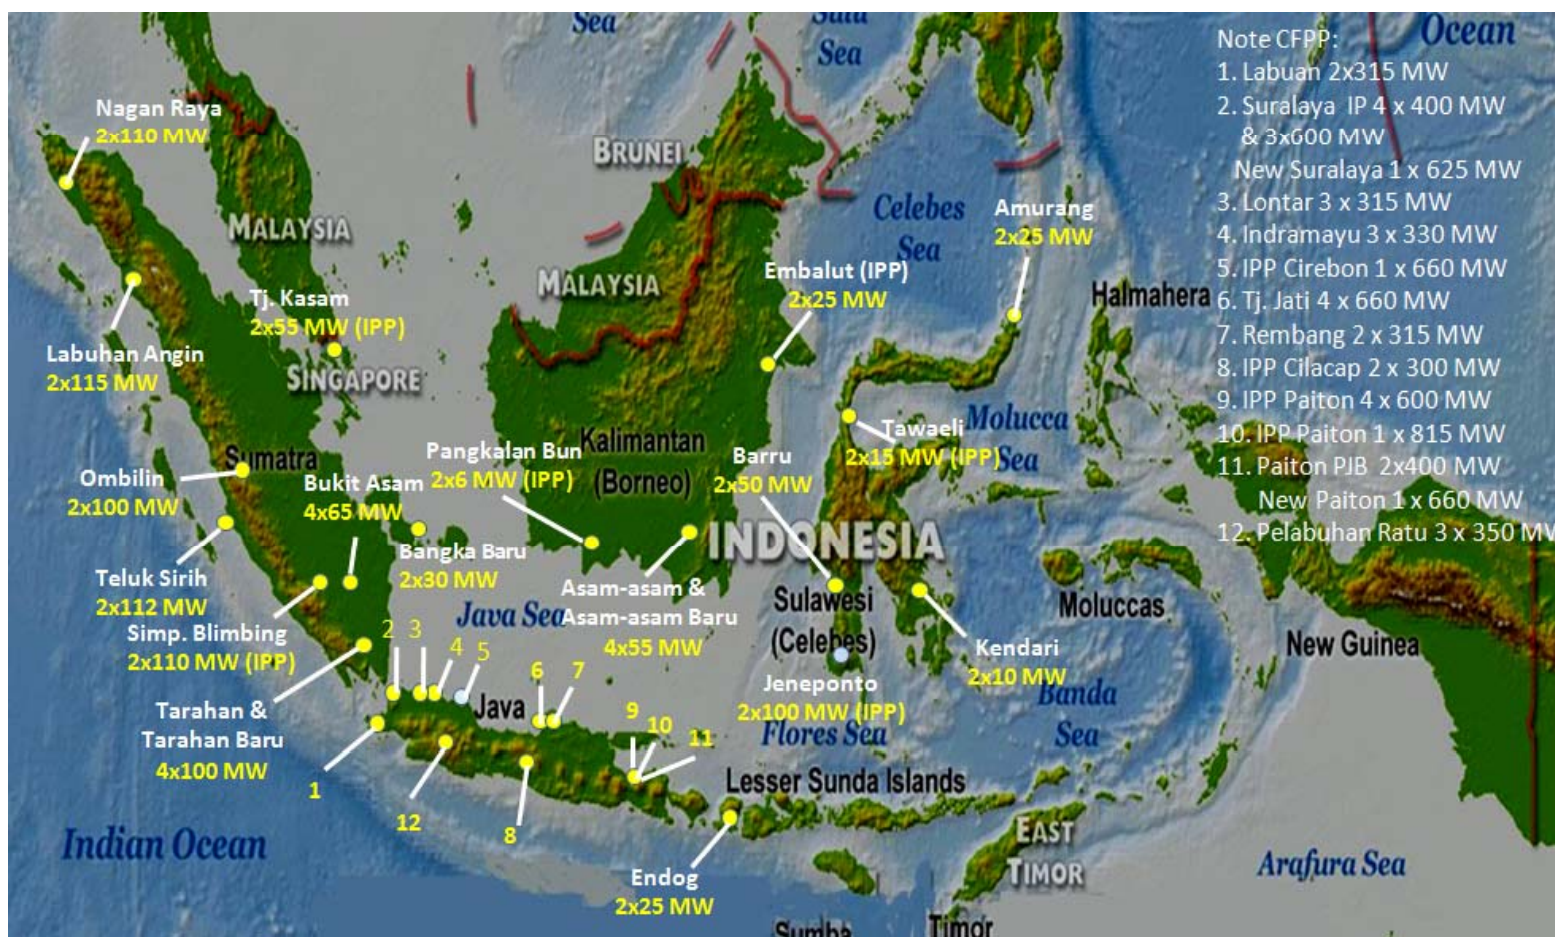 Sea
Sulu
Sea
Ocean
Note CFPP:
1. Labuan 2x315 MW
2. Suralaya IP 4 x 400 MW
& 3x600 MW
New Suralaya 1 x 625 MW
3. Lontar 3 x 315 MW
4. Indramayu 3 x 330 MW
5. IPP Cirebon 1 x 660 MW
6. Tj. Jati 4 x 660 MW
7. Rembang 2 x 315 MW
8. IPP Cilacap 2 x 300 MW
9. IPP Paiton 4 x 600 MW
10. IPP Paiton 1 x 815 MW
11. Paiton PJB 2x400 MW
New Paiton 1 x 660 MW
12. Pelabuhan Ratu 3 x 350 MW
Nagan Raya
2x110 MW
BRUNEI
MALAYSIA
Celebes
Sea
Amurang
2x25 MW
Embalut (IPP)
2x25 MW
MALAYSIA
Halmahera
Tj. Kasam
2x55 MW (IPP)
Labuhan Angin
2x115 MW
SINGAPORE
Molucca
Sea
Tawaeli
2x15 MW (IPP)
Kalimantan
(Borneo)
Pangkalan Bun
2x6 MW (IPP)
Barru
2x50 MW
Sumatra
Ombilin
2x100 MW
Bukit Asam
4x65 MW
INDONESIA
Bangka Baru
2x30 MW
Teluk Sirih
2x112 MW
Asam-asam &
Asam-asam Baru
4x55 MW
Java Sea
Sulawesi
(Celebes)
Moluccas
New Guinea
Simp. Blimbing
2x110 MW (IPP)
Kendari
2x10 MW
Jeneponto
2x100 MW (IPP)
Banda
Sea
Flores Sea
Tarahan &
Tarahan Baru
4x100 MW
2
3
4
5
Java
6
7
9
10
11
1
12
8
Lesser Sunda Islands
EAST
TIMOR
Indian Ocean
Arafura Sea
Endog
2x25 MW
Sumba
Timor